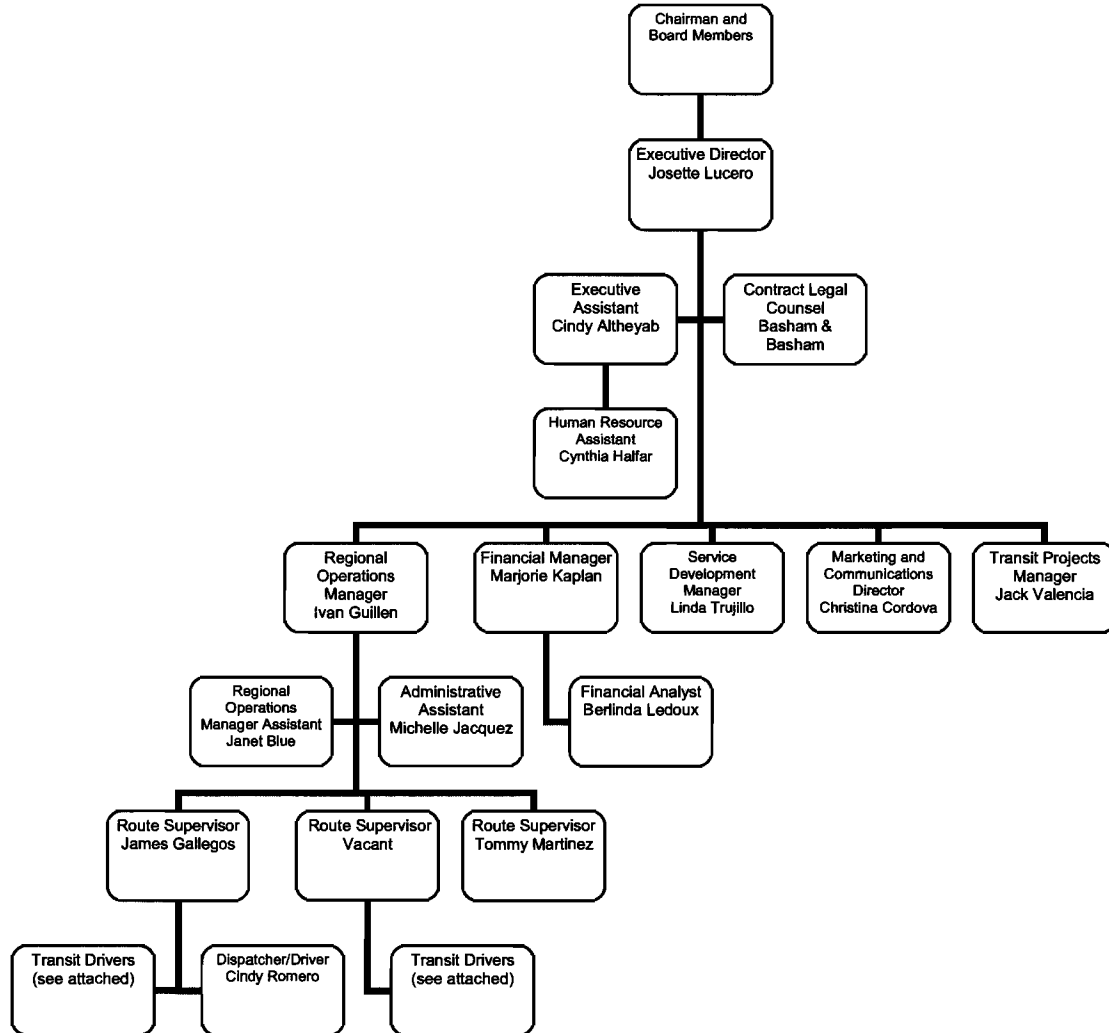 Chairman and
Board Members
Executive Director
Josette Lucero
Executive
Assistant
Cindy Altheyab
Contract Legal
Counsel
Basham &
Basham
Human Resource
Assistant
Cynthia Halfar
Regional
Operations
Manager
Ivan Guillen
Financial Manager
Marjorie Kaplan
Service
Development
Manager
Linda Trujillo
Marketing and
Communications
Director
Christina Cordova
Transit Projects
Manager
Jack Valencia
Regional
Operations
Manager Assistant
Janet Blue
Administrative
Assistant
Michelle Jacquez
Financial Analyst
Berlinda Ledoux
Route Supervisor
James Gallegos
Route Supervisor
Vacant
Route Supervisor
Tommy Martinez
Transit Drivers
(see attached)
Dispatcher/Driver
Cindy Romero
Transit Drivers
(see attached)